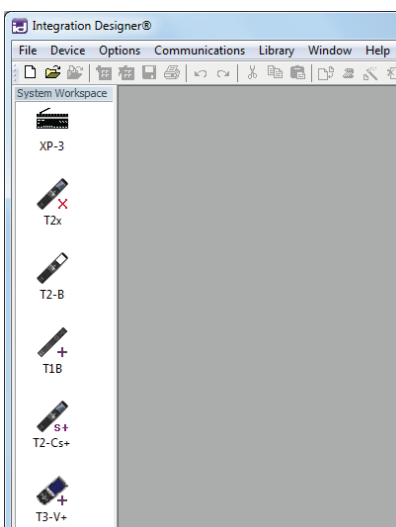 Integration Designer®
File Device Options Communications Library Window Help
System Workspace
XP-3
T2x
T2-B
T1B
T2-Cs+
T3-V+